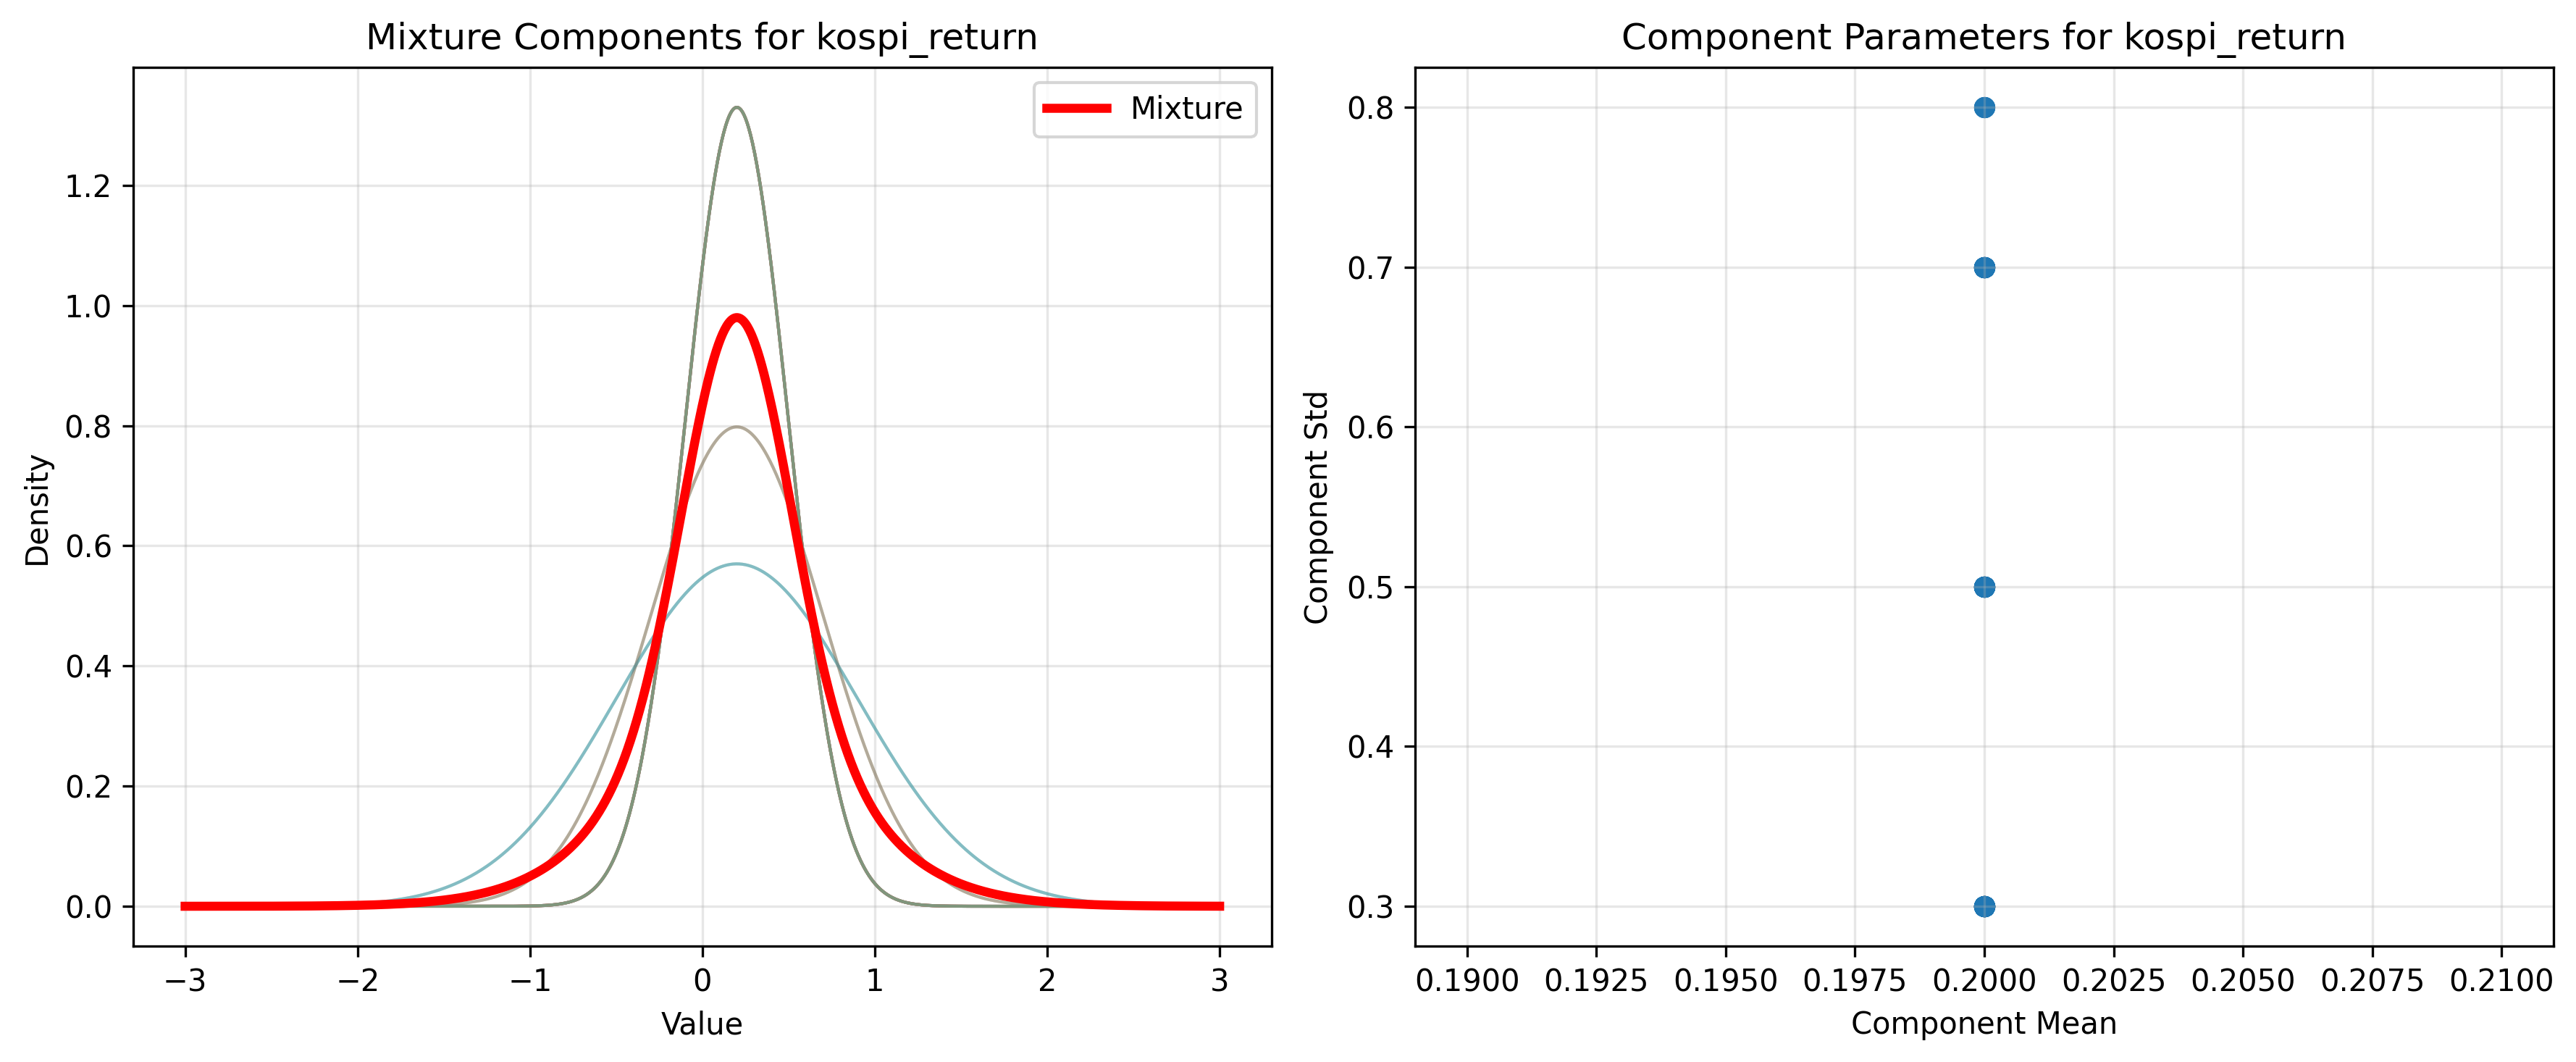 Mixture Components for kospi_return
Mixture
Density
1.2
1.0
0.8
0.6
0.4
0.2
0.0
−3 −2 −1 0 1 2 3
Value
Component Parameters for kospi_return
Component Std
0.8
0.7
0.6
0.5
0.4
0.3
0.1900 0.1925 0.1950 0.1975 0.2000 0.2025 0.2050 0.2075 0.2100
Component Mean